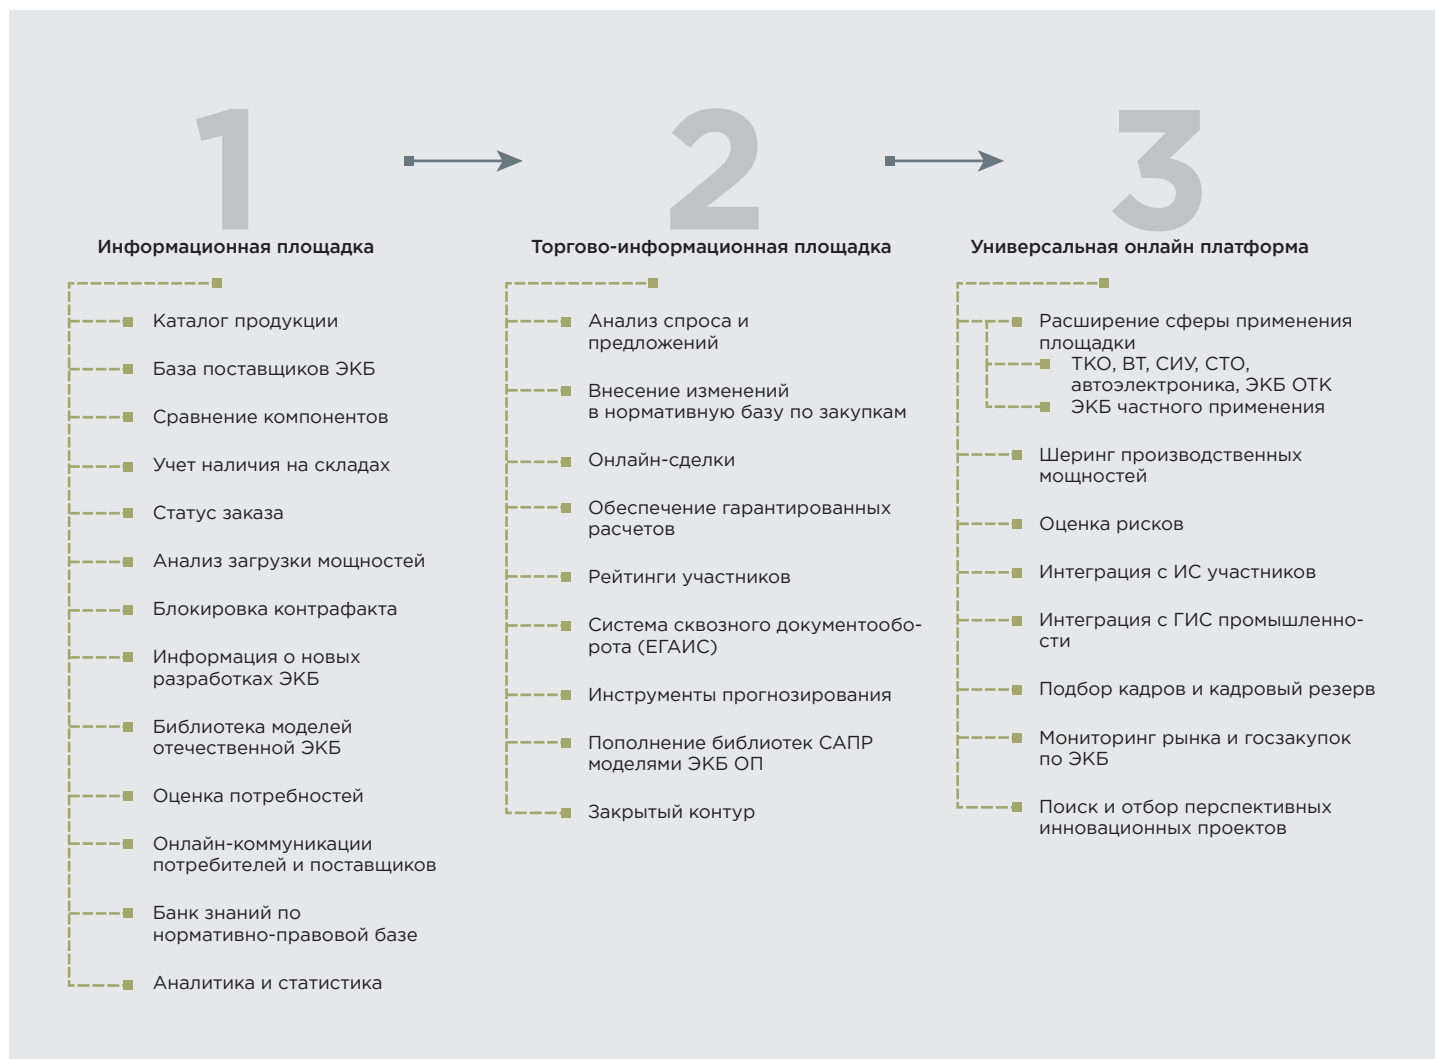 1
Информационная площадка
Каталог продукции
База поставщиков ЭКБ
Сравнение компонентов
Учет наличия на складах
Статус заказа
Анализ загрузки мощностей
Блокировка контрафакта
Информация о новых
разработках ЭКБ
Библиотека моделей
отечественной ЭКБ
Оценка потребностей
Онлайн-коммуникации
потребителей и поставщиков
Банк знаний по
нормативно-правовой базе
Аналитика и статистика
2
Торгово-информационная площадка
Анализ спроса и
предложений
Внесение изменений
в нормативную базу по закупкам
Онлайн-сделки
Обеспечение гарантированных
расчетов
Рейтинги участников
Система сквозного документообо-
рота (ЕГАИС)
Инструменты прогнозирования
Пополнение библиотек САПР
моделями ЭКБ ОП
Закрытый контур
3
Универсальная онлайн платформа
Расширение сферы применения
площадки
ТКО, ВТ, СИУ, СТО,
автоэлектроника, ЭКБ ОТК
ЭКБ частного применения
Шеринг производственных
мощностей
Оценка рисков
Интеграция с ИС участников
Интеграция с ГИС промышленно-
сти
Подбор кадров и кадровый резерв
Мониторинг рынка и госзакупок
по ЭКБ
Поиск и отбор перспективных
инновационных проектов